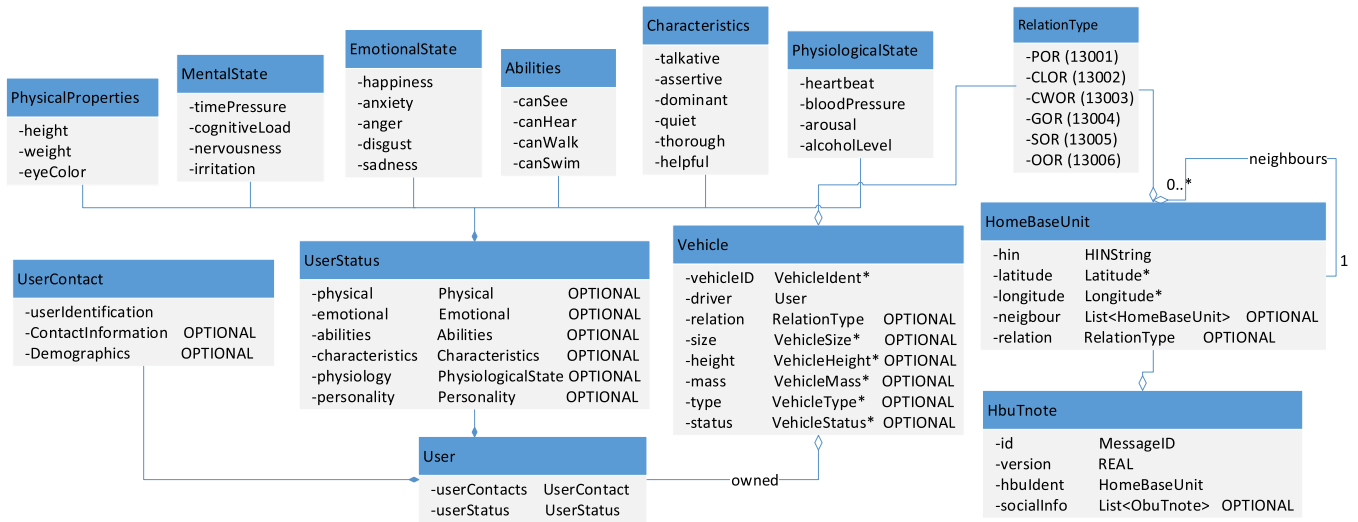 PhysicalProperties
-height
-weight
-eyeColor
MentalState
-timePressure
-cognitiveLoad
-nervousness
-irritation
EmotionalState
-happiness
-anxiety
-anger
-disgust
-sadness
Abilities
-canSee
-canHear
-canWalk
-canSwim
Characteristics
-talkative
-assertive
-dominant
-quiet
-thorough
-helpful
PhysiologicalState
-heartbeat
-bloodPressure
-arousal
-alcoholLevel
RelationType
-POR (13001)
-CLOR (13002)
-CWOR (13003)
-GOR (13004)
-SOR (13005)
-OOR (13006)
neighbours
0..*
1
UserContact
-userIdentification
-ContactInformation OPTIONAL
-Demographics OPTIONAL
UserStatus
-physical Physical OPTIONAL
-emotional Emotional OPTIONAL
-abilities Abilities OPTIONAL
-characteristics Characteristics OPTIONAL
-physiology PhysiologicalState OPTIONAL
-personality Personality OPTIONAL
Vehicle
-vehicleID VehicleIdent*
-driver User
-relation RelationType OPTIONAL
-size VehicleSize* OPTIONAL
-height VehicleHeight* OPTIONAL
-mass VehicleMass* OPTIONAL
-type VehicleType* OPTIONAL
-status VehicleStatus* OPTIONAL
HomeBaseUnit
-hin HINString
-latitude Latitude*
-longitude Longitude*
-neigbour List<HomeBaseUnit> OPTIONAL
-relation RelationType OPTIONAL
User
-userContacts UserContact
-userStatus UserStatus
owned
HbuTnote
-id MessageID
-version REAL
-hbuIdent HomeBaseUnit
-socialInfo List<ObuTnote> OPTIONAL